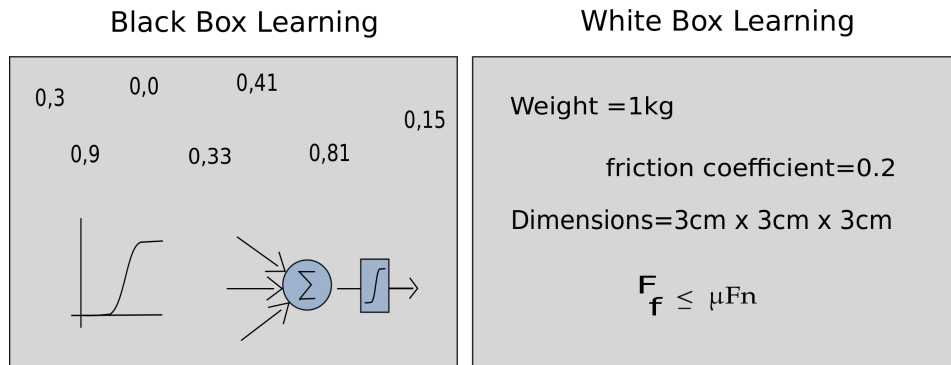 Black Box Learning
0,3 0,0 0,41 0,15
0,9 0,33 0,81
Σ ∫
White Box Learning
Weight =1kg
friction coefficient=0.2
Dimensions=3cm x 3cm x 3cm
Ff ≤ μFn